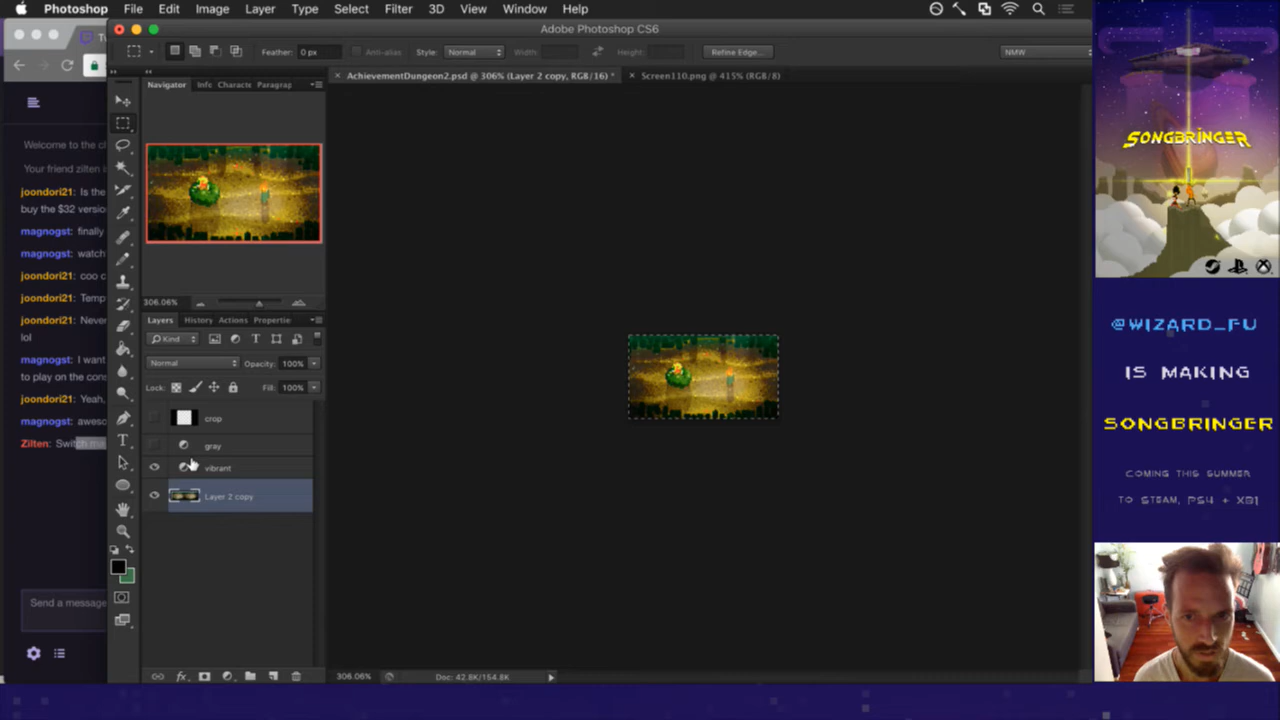 Photoshop File Edit Image Layer Type Select Filter 3D View Window Help
Adobe Photoshop CS6
Feather: 0 px Anti-alias Style: Normal Width: Height: Refine Edge... NMW
AchievementDungeon2.psd @ 306% (Layer 2 copy, RGB/16) * Screen110.png @ 415% (RGB/8)
Navigator Info Characte Paragrap
Welcome to the c
Your friend zilten is
joondori21: Is the
buy the $32 versio
magnogst: finally
magnogst: watch
joondori21: coo c
joondori21: Temp
joondori21: Never
lol
magnogst: I want
to play on the cons
joondori21: Yeah,
magnogst: aweso
Zilten: Switch ma
Send a message
306.06%
Layers History Actions Propertie
Kind
Normal Opacity: 100%
Lock: Fill: 100%
crop
gray
vibrant
Layer 2 copy
306.06% Doc: 42.8K/154.8K
SONGBRINGER
@WIZARD_FU
IS MAKING
SONGBRINGER
COMING THIS SUMMER
TO STEAM, PS4 + XB1